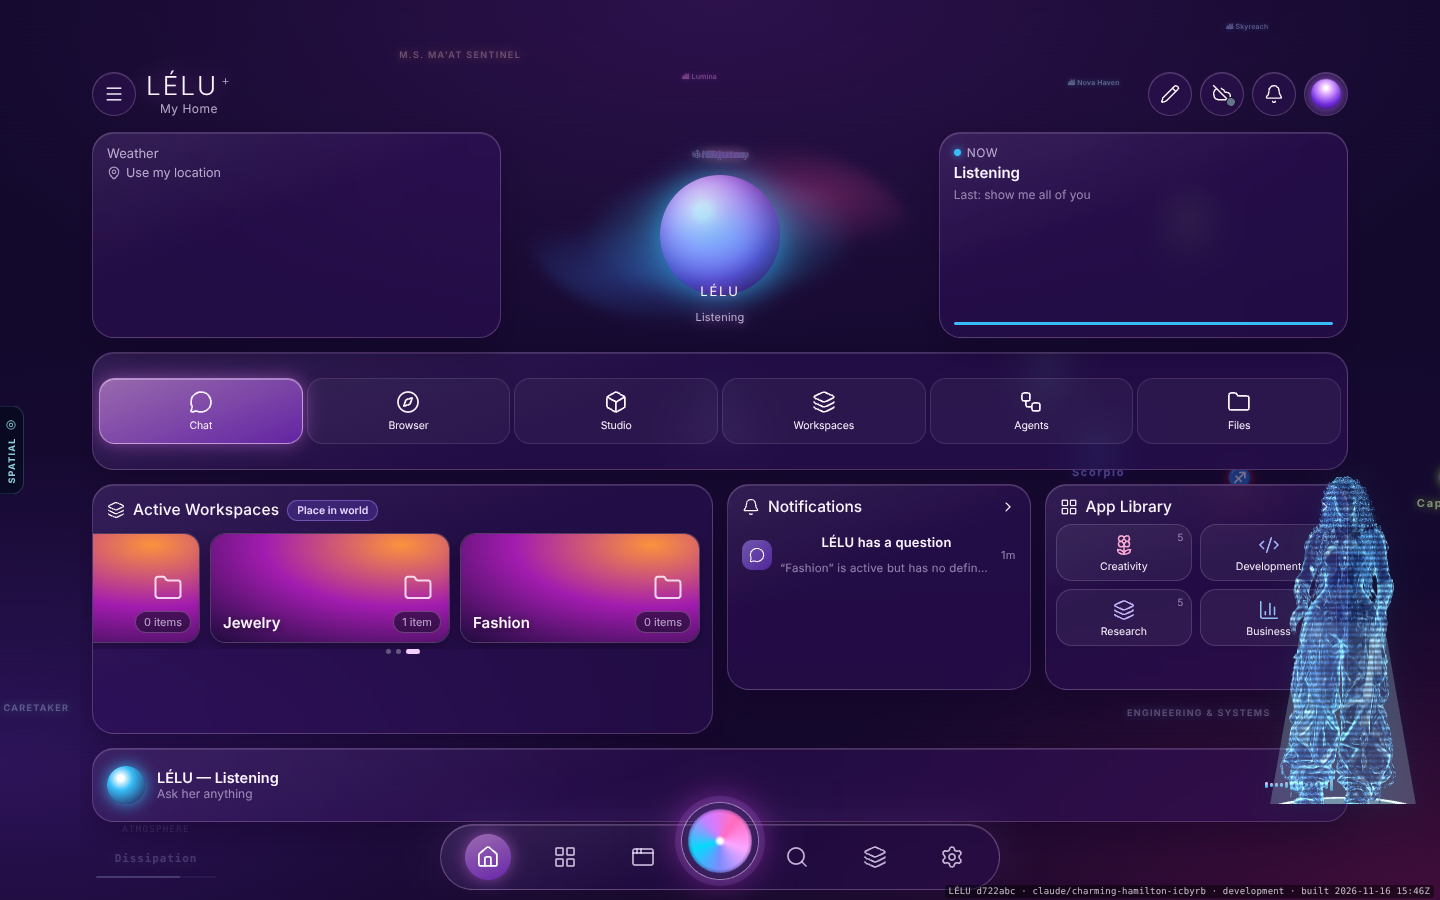 Skyreach
M.S. MA'AT SENTINEL
Lumina
Nova Haven
LÉLU +
My Home
Weather
Use my location
LÉLU
Listening
NOW
Listening
Last: show me all of you
Chat
Browser
Studio
Workspaces
Agents
Files
SPATIAL
Scorpio
Cap
Active Workspaces
Place in world
0 items
Jewelry
1 item
Fashion
0 items
Notifications
LÉLU has a question
“Fashion” is active but has no defin...
1m
App Library
Creativity
5
Development
Research
5
Business
CARETAKER
ENGINEERING & SYSTEMS
LÉLU — Listening
Ask her anything
ATMOSPHERE
Dissipation
LÉLU d722abc · claude/charming-hamilton-icbyrb · development · built 2026-11-16 15:46Z